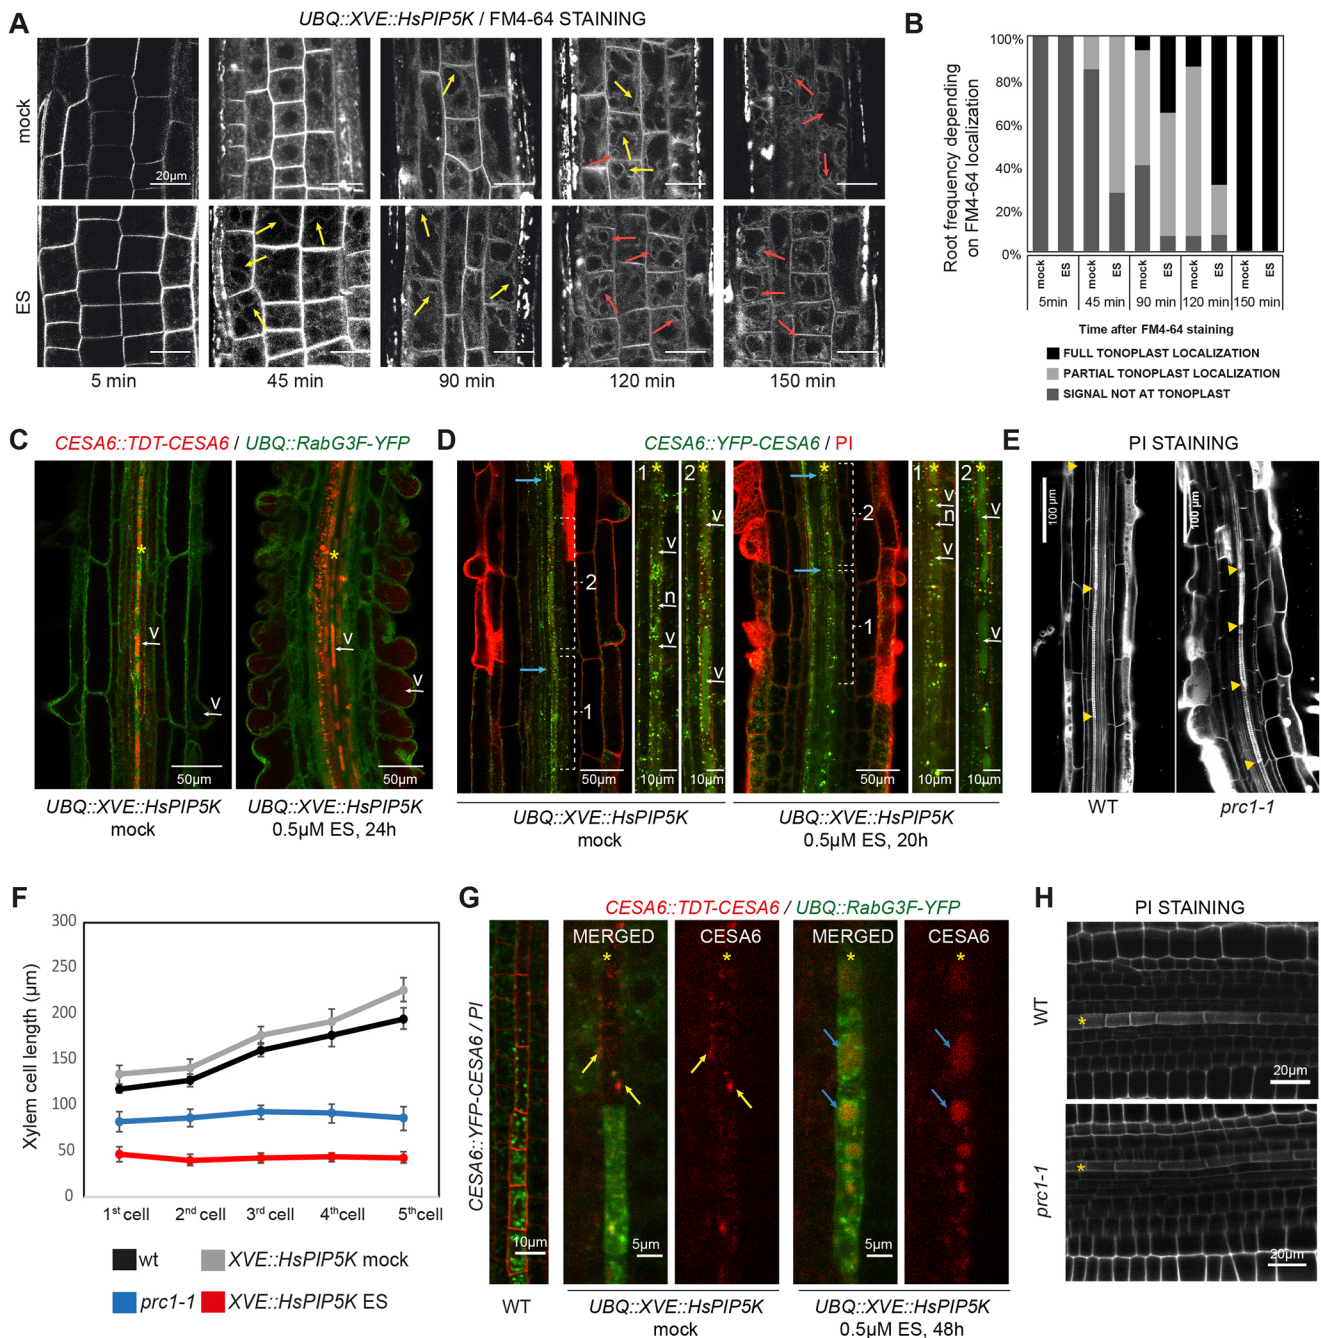 A
UBQ::XVE::HsPIP5K / FM4-64 STAINING
mock
20µm
ES
5 min
45 min
90 min
120 min
150 min
B
Root frequency depending
on FM4-64 localization
100%
80%
60%
40%
20%
0%
mock
ES
mock
ES
mock
ES
mock
ES
mock
ES
5min
45 min
90 min
120 min
150 min
Time after FM4-64 staining
FULL TONOPLAST LOCALIZATION
PARTIAL TONOPLAST LOCALIZATION
SIGNAL NOT AT TONOPLAST
C
CESA6::TDT-CESA6 / UBQ::RabG3F-YFP
*
v
v
50µm
*
v
v
50µm
UBQ::XVE::HsPIP5K
mock
UBQ::XVE::HsPIP5K
0.5µM ES, 24h
D
CESA6::YFP-CESA6 / PI
*
2
1
50µm
1
*
v
n
v
10µm
2
*
v
v
10µm
*
2
1
50µm
1
*
v
n
v
10µm
2
*
v
v
10µm
UBQ::XVE::HsPIP5K
mock
UBQ::XVE::HsPIP5K
0.5µM ES, 20h
E
PI STAINING
100 µm
100 µm
WT
prc1-1
F
Xylem cell length (µm)
300
250
200
150
100
50
0
1st cell
2nd cell
3rd cell
4thcell
5thcell
wt
XVE::HsPIP5K mock
prc1-1
XVE::HsPIP5K ES
G
CESA6::TDT-CESA6 / UBQ::RabG3F-YFP
CESA6::YFP-CESA6 / PI
10µm
MERGED
*
5µm
CESA6
*
MERGED
*
5µm
CESA6
*
WT
UBQ::XVE::HsPIP5K
mock
UBQ::XVE::HsPIP5K
0.5µM ES, 48h
H
PI STAINING
WT
*
20µm
prc1-1
*
20µm